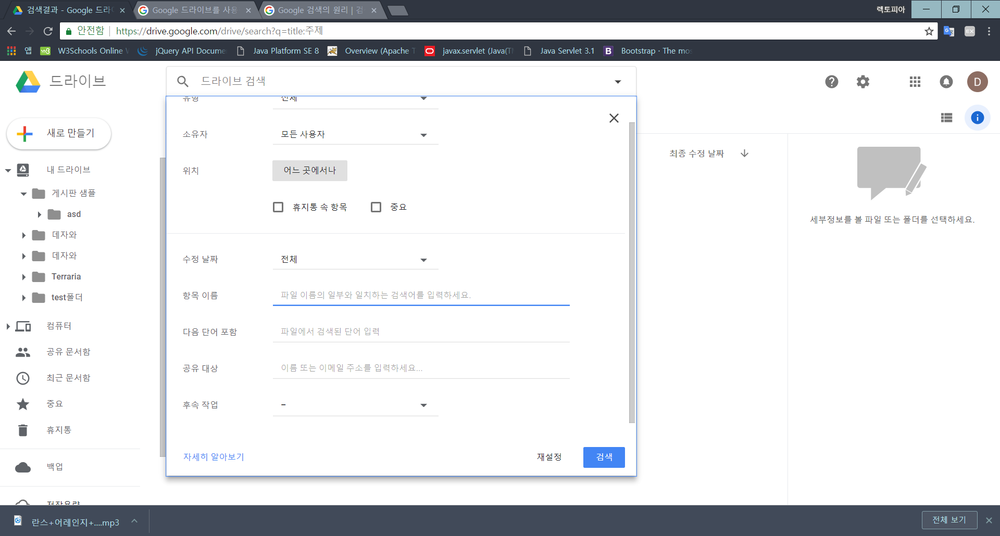 검색결과 - Google 드라이
Google 드라이브를 사용
Google 검색의 원리 | 검
렉토피아
안전함
https://drive.google.com/drive/search?q=title:주제
앱
W3Schools Online
jQuery API Docume
Java Platform SE 8
Overview (Apache T
javax.servlet (Java(T
Java Servlet 3.1
Bootstrap · The mos
드라이브
드라이브 검색
D
유형
전체
새로 만들기
소유자
모든 사용자
최종 수정 날짜
내 드라이브
위치
어느 곳에서나
게시판 샘플
휴지통 속 항목
중요
asd
세부정보를 볼 파일 또는 폴더를 선택하세요.
데자와
데자와
수정 날짜
전체
Terraria
항목 이름
파일 이름의 일부와 일치하는 검색어를 입력하세요.
test폴더
컴퓨터
다음 단어 포함
파일에서 검색된 단어 입력
공유 문서함
공유 대상
이름 또는 이메일 주소를 입력하세요...
최근 문서함
중요
후속 작업
–
휴지통
자세히 알아보기
재설정
검색
백업
저장용량
란스+어레인지+....mp3
전체 보기